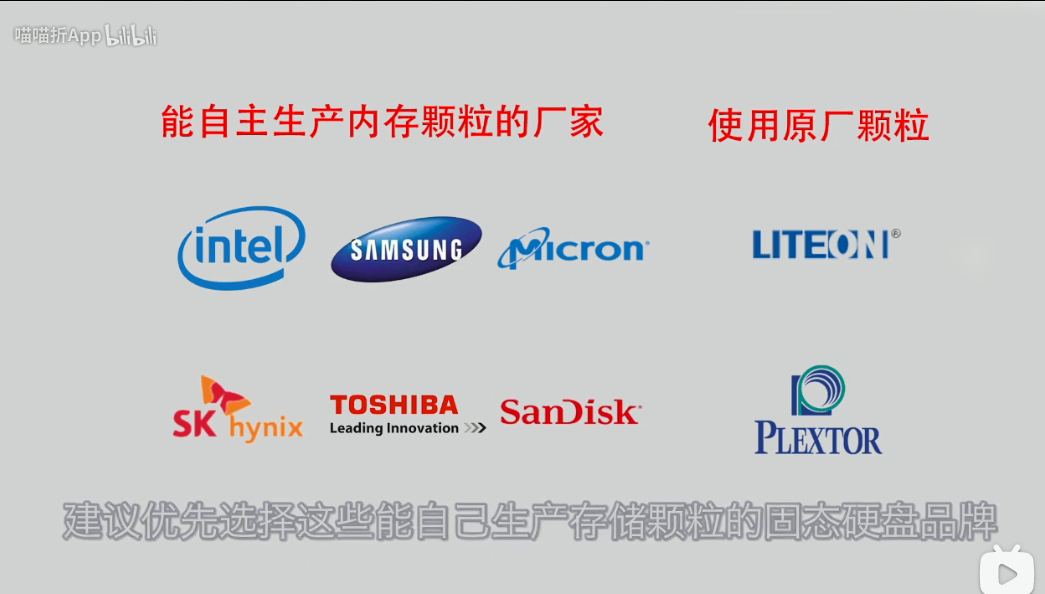 喵喵折App bilibili
能自主生产内存颗粒的厂家
使用原厂颗粒
intel
SAMSUNG
Micron®
LITEON®
SK hynix
TOSHIBA
Leading Innovation >>>
SanDisk®
PLEXTOR
建议优先选择这些能自己生产存储颗粒的固态硬盘品牌